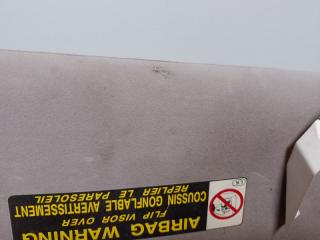 AIRBAG WARNING
FLIP VISOR OVER
COUSSIN GONFLABLE AVERTISSEMENT
REPLIER LE PARESOLEIL